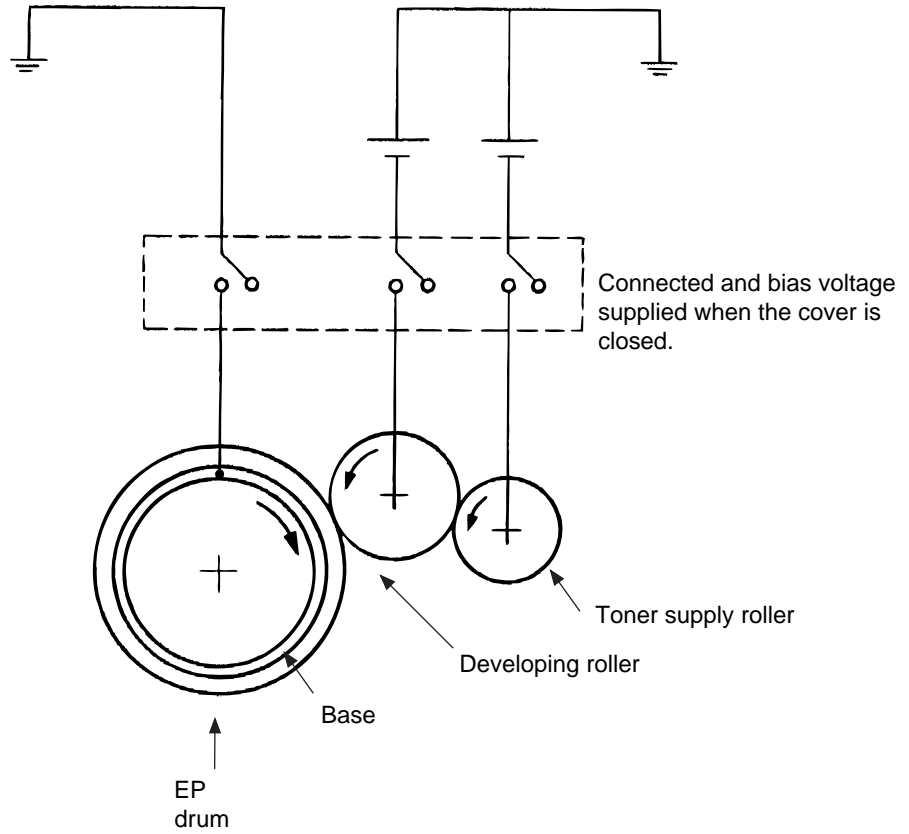 Connected and bias voltage
supplied when the cover is
closed.
Toner supply roller
Developing roller
Base
EP
drum